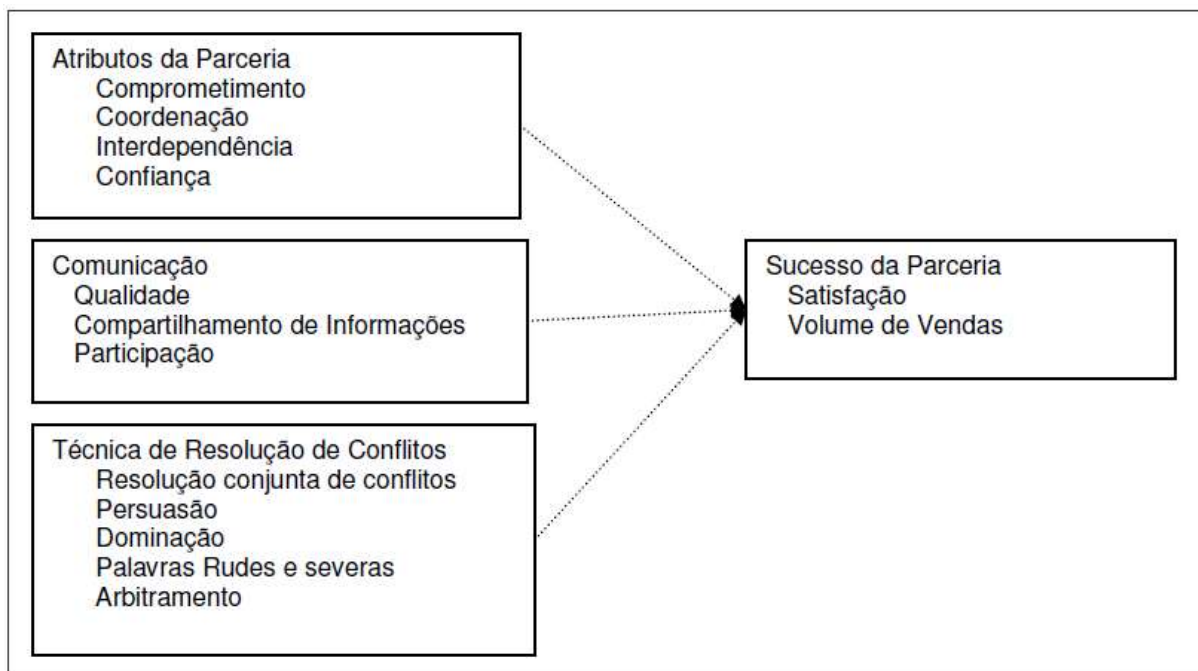 Atributos da Parceria
Comprometimento
Coordenação
Interdependência
Confiança
Comunicação
Qualidade
Compartilhamento de Informações
Participação
Técnica de Resolução de Conflitos
Resolução conjunta de conflitos
Persuasão
Dominação
Palavras Rudes e severas
Arbitramento
Sucesso da Parceria
Satisfação
Volume de Vendas